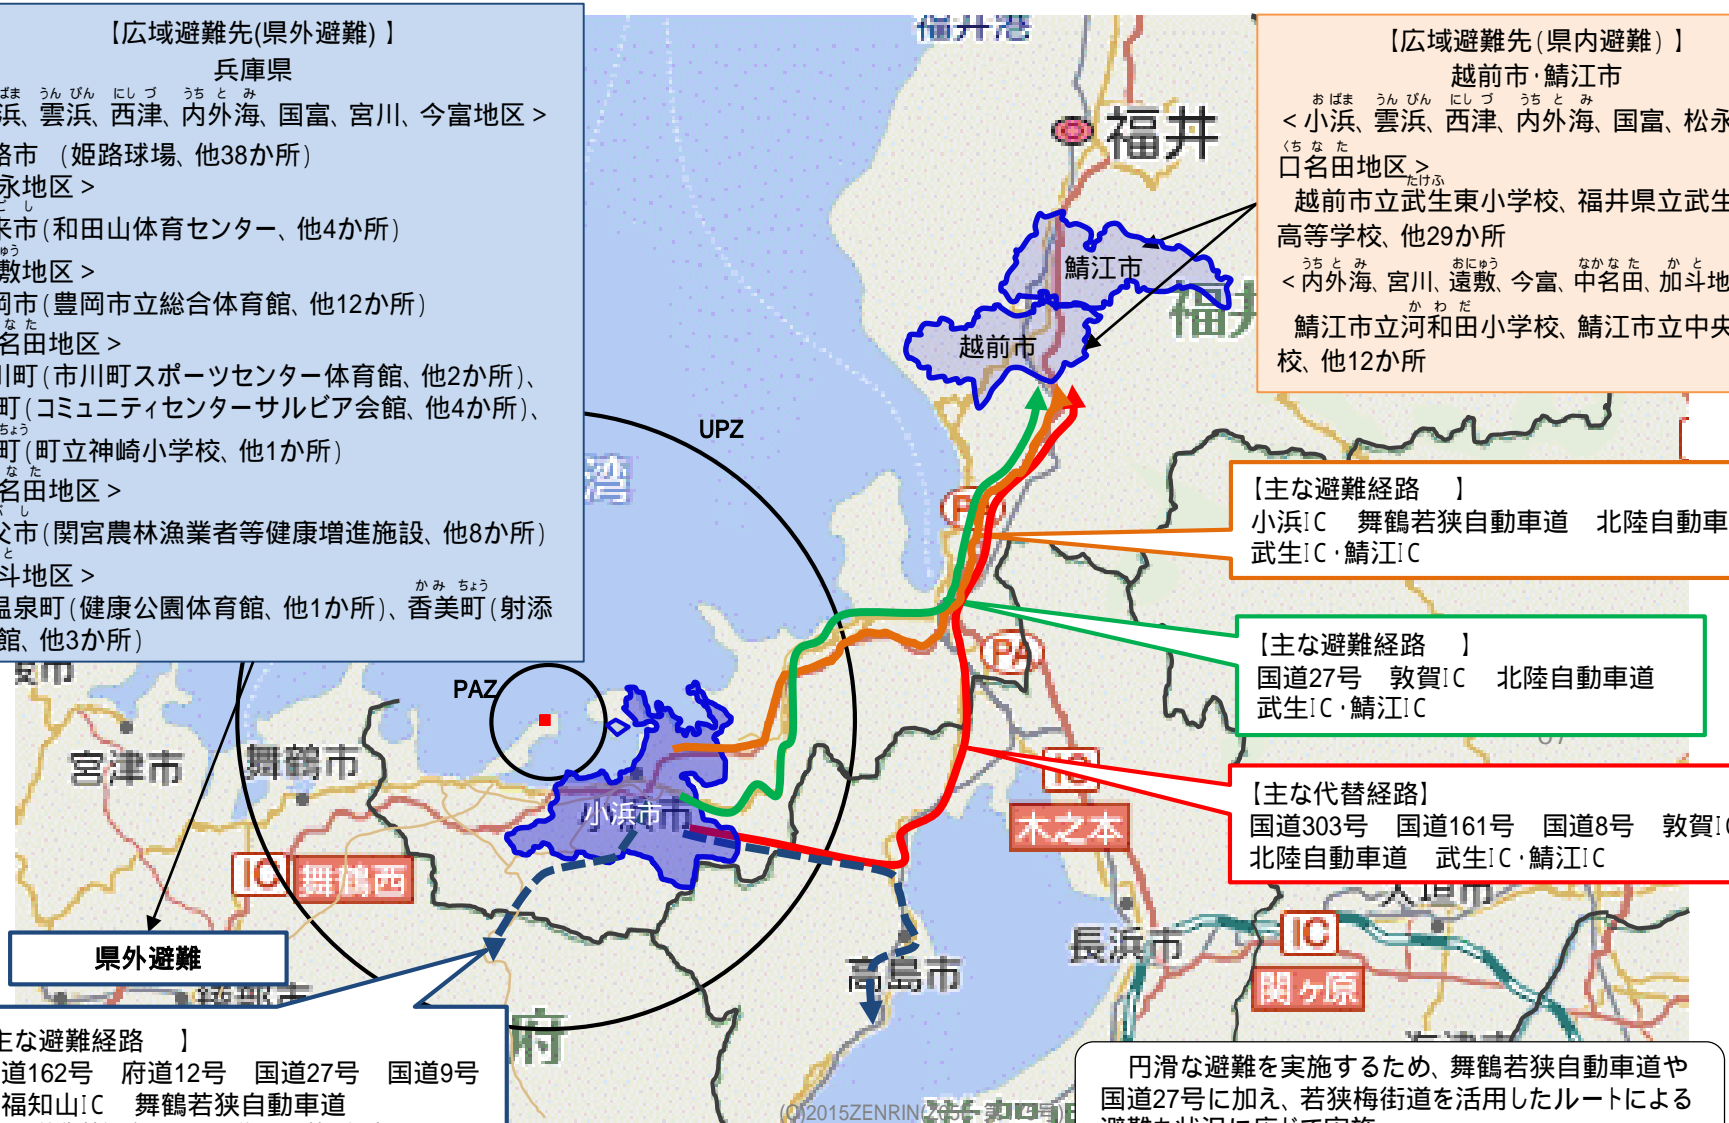 【広域避難先(県外避難) 】
兵庫県
浜、雲浜、西津、内外海、国富、宮川、今富地区 >
路市 (姫路球場、他38か所)
永地区 >
来市(和田山体育センター、他4か所)
敷地区 >
岡市(豊岡市立総合体育館、他12か所)
名田地区 >
川町(市川町スポーツセンター体育館、他2か所)、
町(コミュニティセンターサルビア会館、他4か所)、
町(町立神崎小学校、他1か所)
名田地区 >
父市(関宮農林漁業者等健康増進施設、他8か所)
斗地区 >
温泉町(健康公園体育館、他1か所)、香美町(射添
館、他3か所)
【広域避難先(県内避難) 】
越前市・鯖江市
< 小浜、雲浜、西津、内外海、国富、松永
口名田地区 >
越前市立武生東小学校、福井県立武生
高等学校、他29か所
< 内外海、宮川、遠敷、今富、中名田、加斗地
鯖江市立河和田小学校、鯖江市立中央
校、他12か所
福井港
福井
鯖江市
福井
越前市
UPZ
湾
PA
【主な避難経路 】
小浜IC 舞鶴若狭自動車道 北陸自動車
武生IC・鯖江IC
【主な避難経路 】
国道27号 敦賀IC 北陸自動車道
武生IC・鯖江IC
PA
PAZ
宮津市
舞鶴市
小浜市
IC
木之本
【主な代替経路】
国道303号 国道161号 国道8号 敦賀IC
北陸自動車道 武生IC・鯖江IC
IC
舞鶴西
大垣市
県外避難
高島市
長浜市
IC
関ヶ原
綾部市
府
主な避難経路 】
道162号 府道12号 国道27号 国道9号
福知山IC 舞鶴若狭自動車道
円滑な避難を実施するため、舞鶴若狭自動車道や
国道27号に加え、若狭梅街道を活用したルートによる
避難も状況に応じて実施